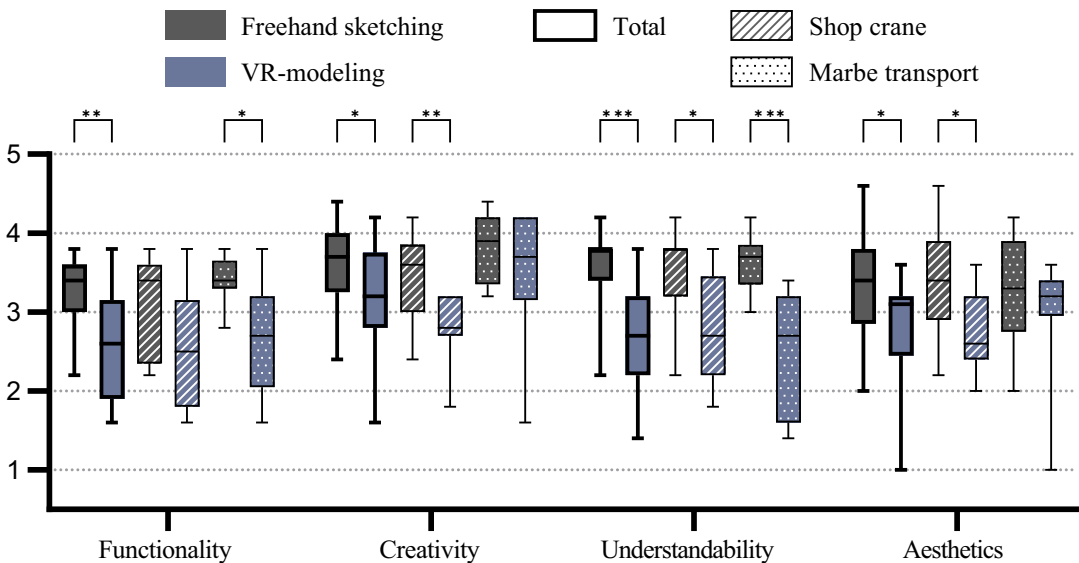 Freehand sketching Total Shop crane
VR-modeling Marbe transport
** * * ** *** * *** * *
5
4
3
2
1
Functionality Creativity Understandability Aesthetics